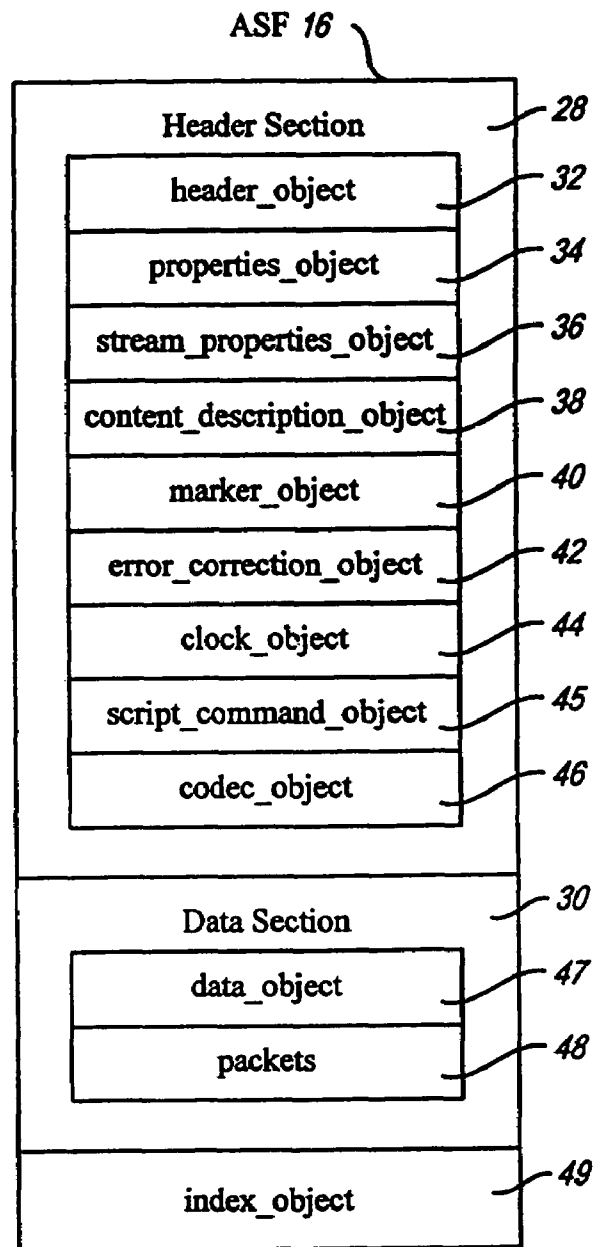 ASF 16
Header Section 28
header_object 32
properties_object 34
stream_properties_object 36
content_description_object 38
marker_object 40
error_correction_object 42
clock_object 44
script_command_object 45
codec_object 46
Data Section 30
data_object 47
packets 48
index_object 49